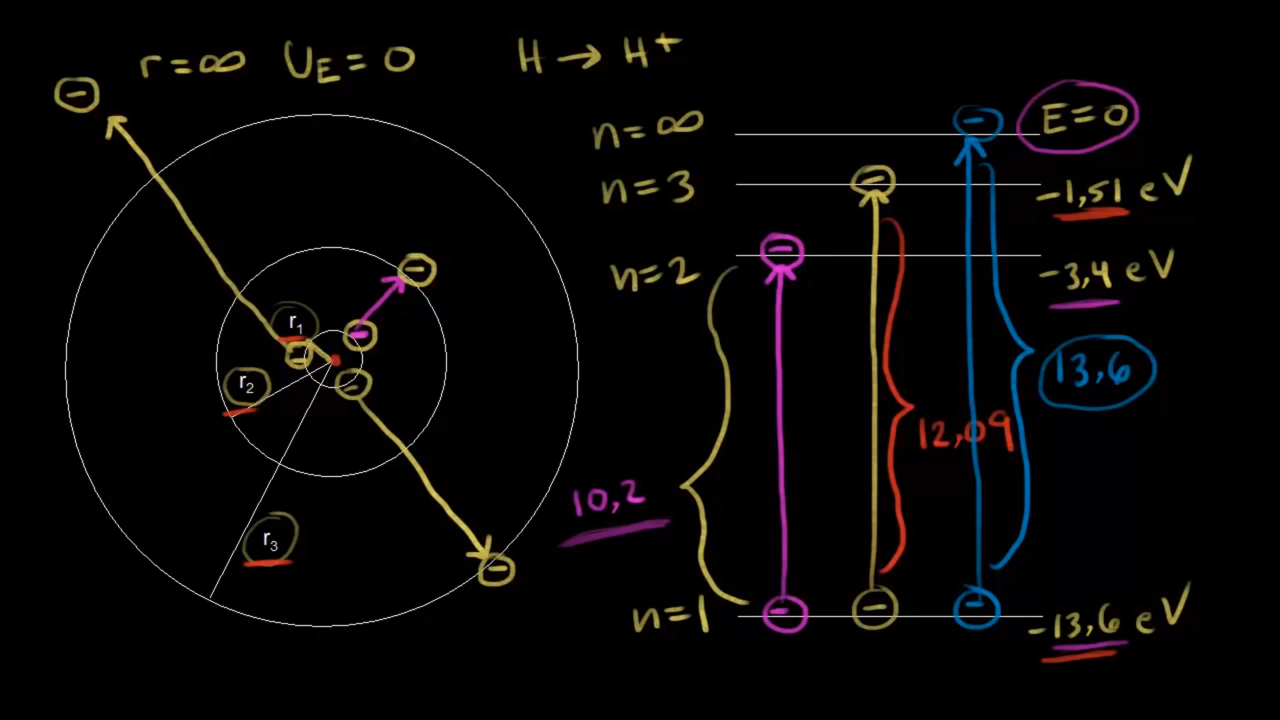 r=∞ U_E=0 H → H⁺
n=∞ E=0
n=3 -1,51 eV
n=2 -3,4 eV
r₁
r₂
13,6
12,09
10,2
r₃
n=1 -13,6 eV